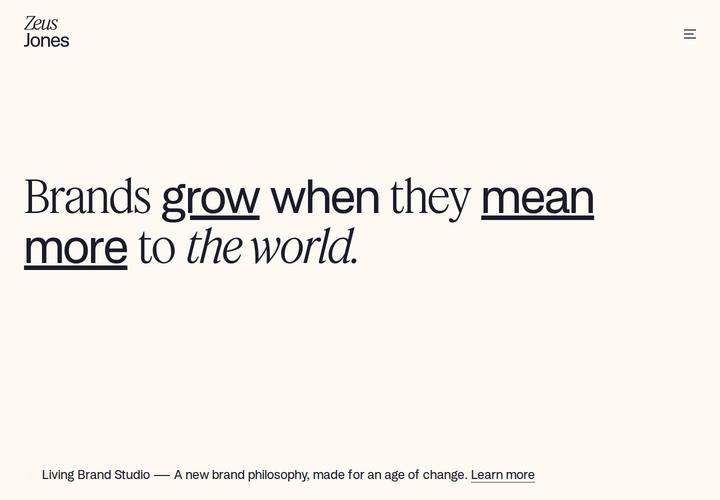 Zeus
Jones
Brands grow when they mean
more to the world.
Living Brand Studio — A new brand philosophy, made for an age of change. Learn more